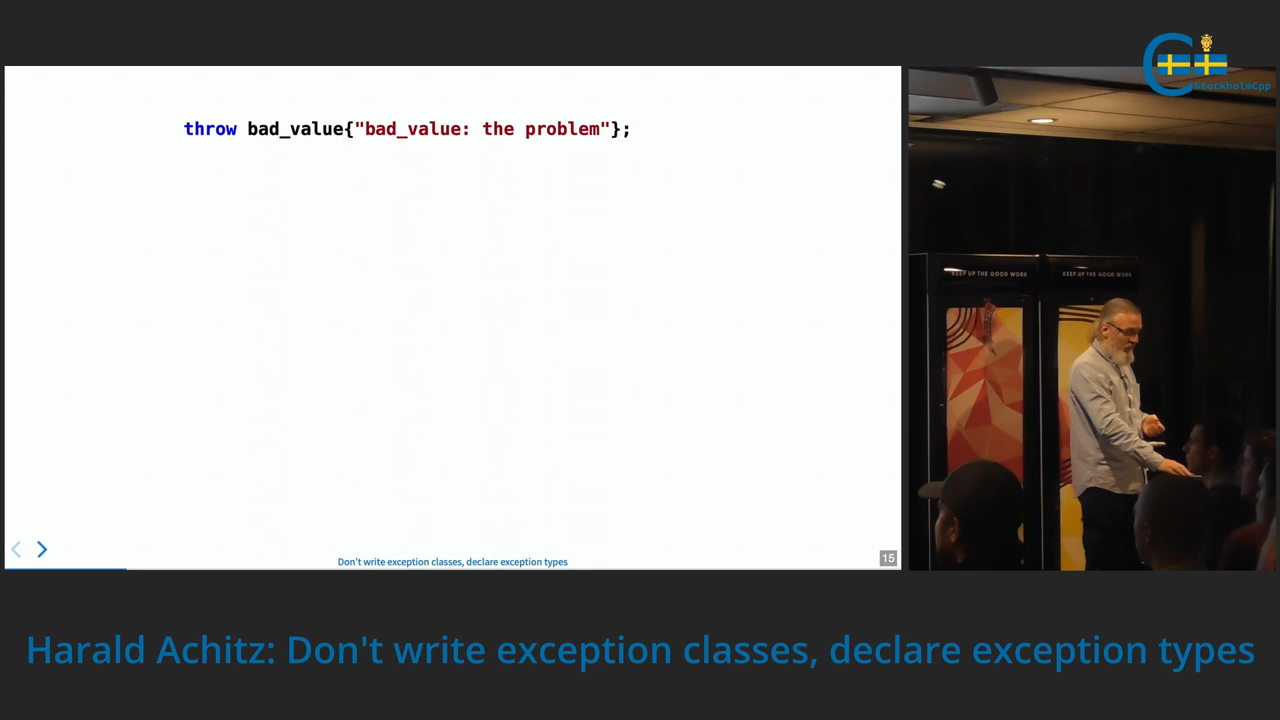 StockholmCpp
throw bad_value{"bad_value: the problem"};
KEEP UP THE GOOD WORK
KEEP UP THE GOOD WORK
Don't write exception classes, declare exception types
15
Harald Achitz: Don't write exception classes, declare exception types